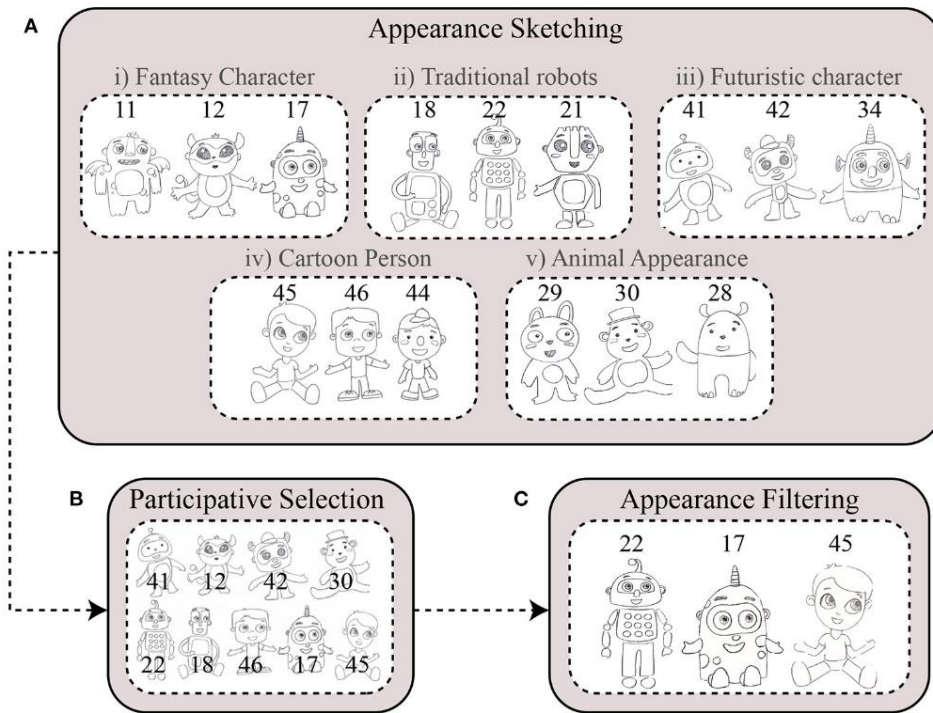 A
Appearance Sketching
i) Fantasy Character
11 12 17
ii) Traditional robots
18 22 21
iii) Futuristic character
41 42 34
iv) Cartoon Person
45 46 44
v) Animal Appearance
29 30 28
B
Participative Selection
41 12 42 30
22 18 46 17 45
C
Appearance Filtering
22 17 45